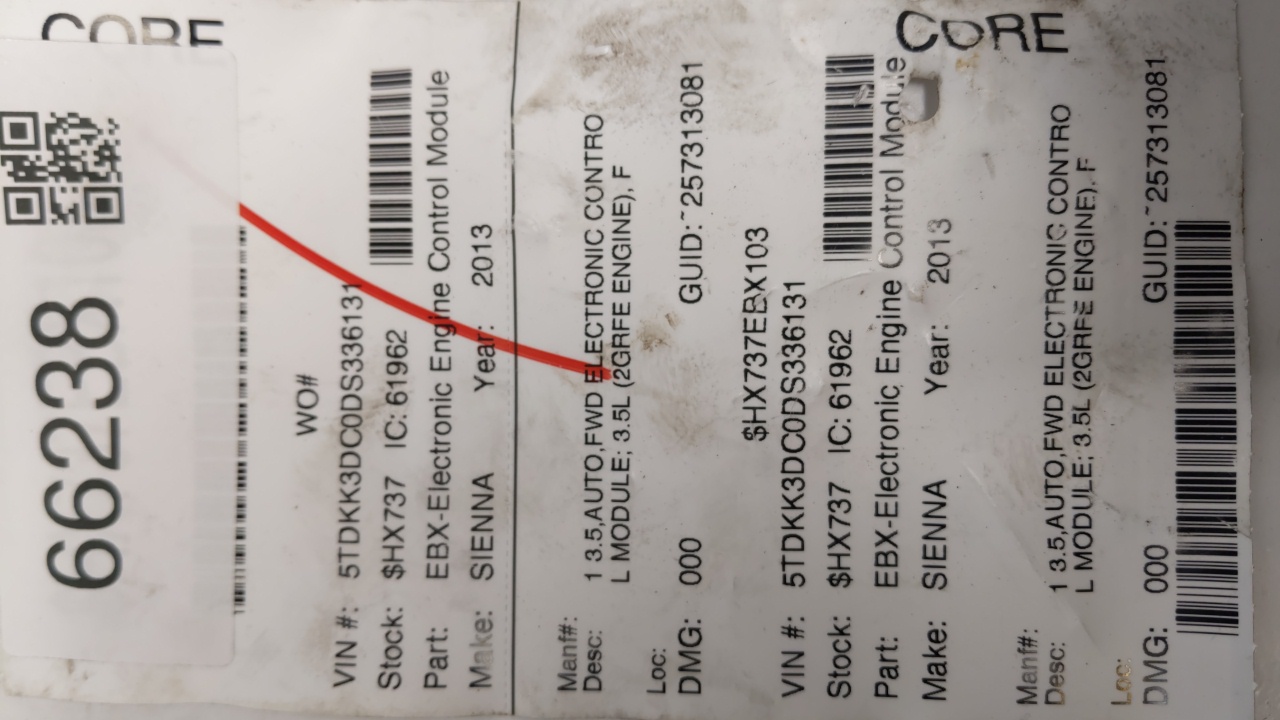 CORE
66238
WO#
VIN #: 5TDKK3DC0DS336131
Stock: $HX737 IC: 61962
Part: EBX-Electronic Engine Control Module
Make: SIENNA Year: 2013
Manf#:
Desc: 1 3.5,AUTO,FWD ELECTRONIC CONTRO
L MODULE; 3.5L (2GRFE ENGINE), F
Loc:
DMG: 000 GUID: ~257313081
$HX737EBX103
VIN #: 5TDKK3DC0DS336131
Stock: $HX737 IC: 61962
Part: EBX-Electronic Engine Control Module
CORE
Make: SIENNA Year: 2013
Manf#:
Desc: 1 3.5,AUTO,FWD ELECTRONIC CONTRO
L MODULE; 3.5L (2GRFE ENGINE), F
Loc:
DMG: 000 GUID: ~257313081